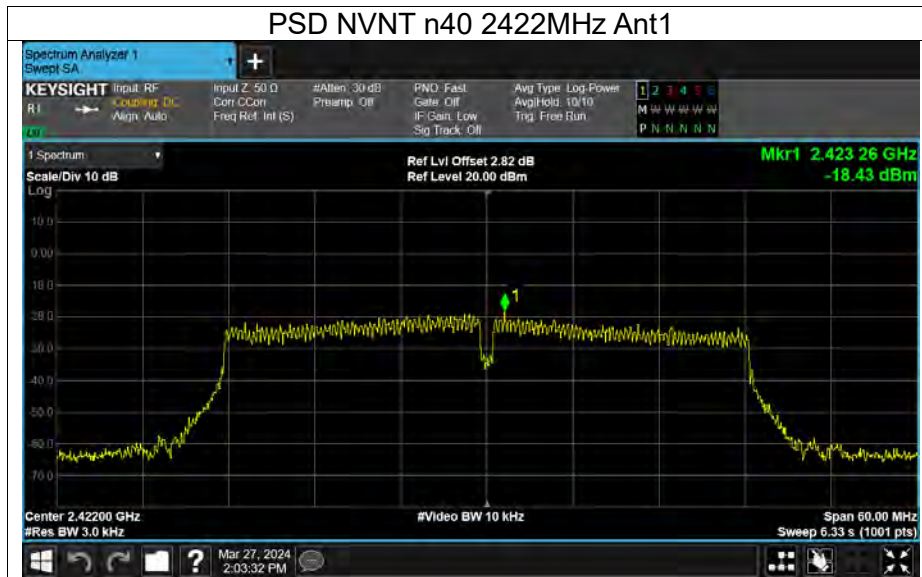 PSD NVNT n40 2422MHz Ant1
Spectrum Analyzer 1
Swept SA
+
KEYSIGHT Input: RF Input Z: 50 Ω #Atten: 30 dB PNO: Fast Avg Type: Log-Power 1 2 3 4 5 6
Coupling: DC Corr CCorr Preamp: Off Gate: Off Avg|Hold: 10/10 M W W W W W
Align: Auto Freq Ref: Int (S) IF Gain: Low Trig: Free Run
Sig Track: Off P N N N N N
1 Spectrum
Ref Lvl Offset 2.82 dB Mkr1 2.423 26 GHz
Scale/Div 10 dB Ref Level 20.00 dBm -18.43 dBm
Log
10.0
0.00
1
-40.0
-50.0
-60.0
-70.0
Center 2.42200 GHz #Video BW 10 kHz Span 60.00 MHz
#Res BW 3.0 kHz Sweep 6.33 s (1001 pts)
? Mar 27, 2024
2:03:32 PM